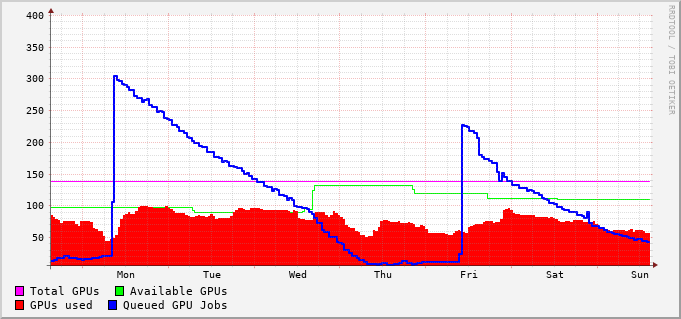 400
350
300
250
200
150
100
50
Mon Tue Wed Thu Fri Sat Sun
Total GPUs Available GPUs
GPUs used Queued GPU Jobs
RRDTOOL / TOBI OETIKER